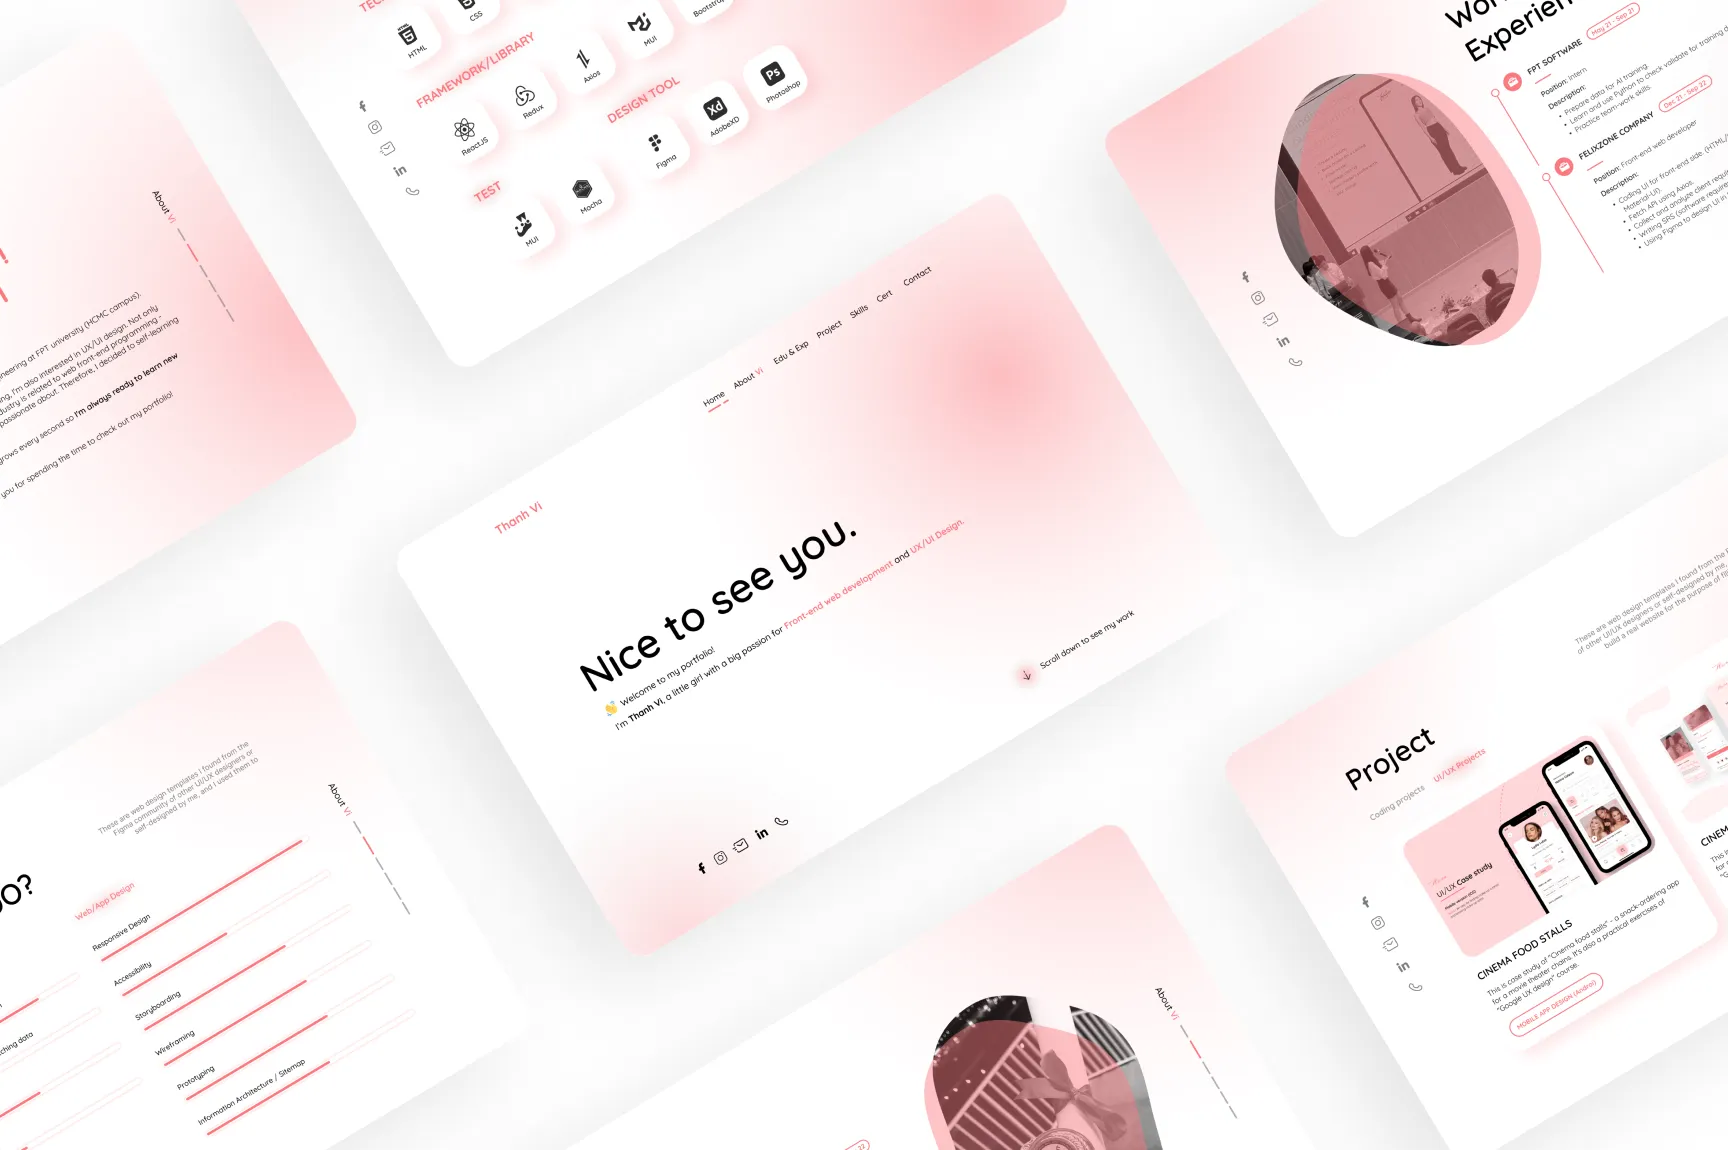 HTML
CSS
Bootstrap
FRAMEWORK/LIBRARY
ReactJS
Redux
Axios
MUI
TEST
MUI
Mocha
DESIGN TOOL
Figma
AdobeXD
Photoshop
About Vi
neering at FPT university (HCMC campus).
I'm also interested in UX/UI design. Not only
dustry is related to web front-end programming -
passionate about. Therefore, I decided to self-learning
grows every second so I'm always ready to learn new
you for spending the time to check out my portfolio!
Experien
FPT SOFTWARE
May 21 - Sep 21
Position: Intern
Description:
• Prepare data for AI training.
• Learn and use Python to check validate for training d
• Practice team-work skills.
FELIXZONE COMPANY
Dec 21 - Sep 22
Position: Front-end web developer
Description:
• Coding UI for front-end side. (HTML/
Material-UI).
• Fetch API using Axios.
• Collect and analyze client requi
• Writing SRS (software require
• Using Figma to design UI in
Thanh Vi
Home
About Vi
Edu & Exp
Project
Skills
Cert
Contact
Nice to see you.
👋 Welcome to my portfolio!
I'm Thanh Vi, a little girl with a big passion for Front-end web development and UX/UI Design.
Scroll down to see my work
These are web design templates I found from the
Figma community of other UI/UX designers or
self-designed by me, and I used them to
About Vi
O?
Web/App Design
Responsive Design
Accessibility
Storyboarding
Wireframing
Prototyping
Information Architecture / Sitemap
ching data
About Vi
22
These are web design templates I found from the
of other UI/UX designers or self-designed by me,
build a real website for the purpose of
Project
Coding projects
UI/UX Projects
UI/UX Case study
CINEMA FOOD STALLS
This is case study of "Cinema food stalls" - a snack-ordering app
for a movie theater chains. It's also a practical exercises of
"Google UX design" course.
MOBILE APP DESIGN (Androi)
CINEM
This is
for a
"G